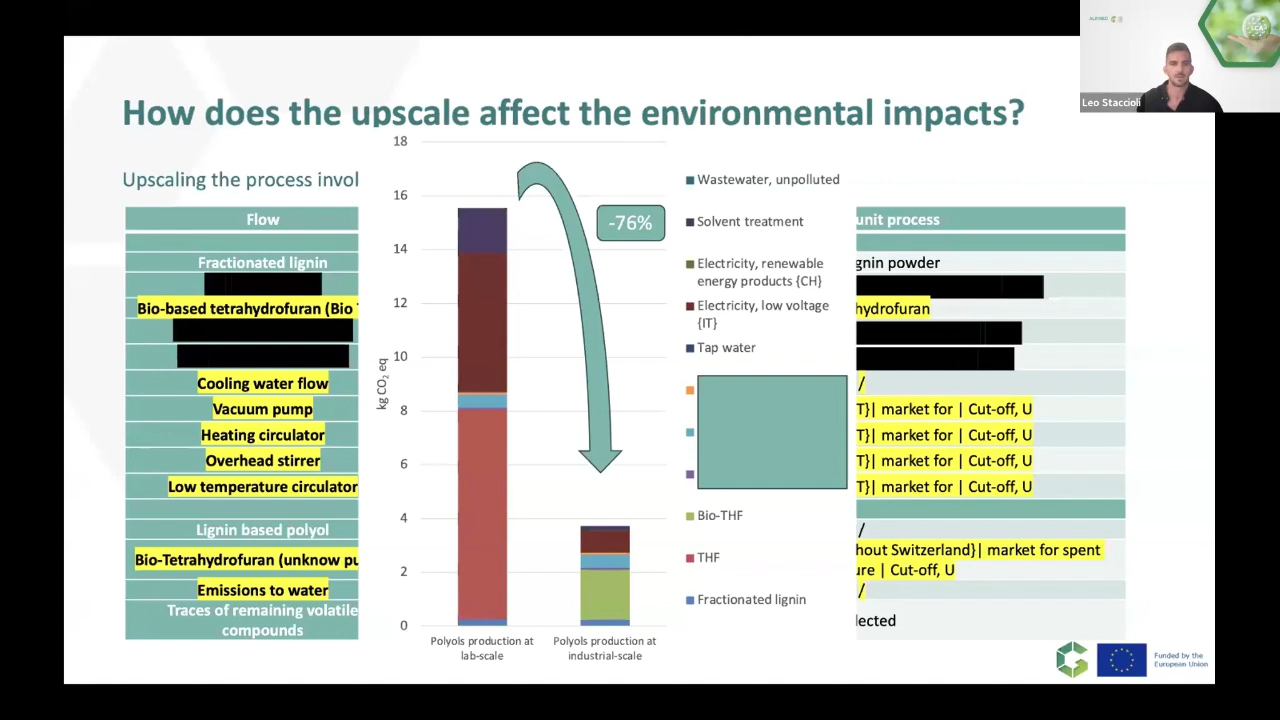 How does the upscale affect the environmental impacts?
Leo Staccioli
Upscaling the process invol
Flow
Fractionated lignin
Bio-based tetrahydrofuran (Bio
Cooling water flow
Vacuum pump
Heating circulator
Overhead stirrer
Low temperature circulator
Lignin based polyol
Bio-Tetrahydrofuran (unknow pu
Emissions to water
Traces of remaining volatile
compounds
18
16
14
12
10
8
6
4
2
0
kg CO2 eq
-76%
Polyols production at
lab-scale
Polyols production at
industrial-scale
Wastewater, unpolluted
Solvent treatment
Electricity, renewable
energy products {CH}
Electricity, low voltage
{IT}
Tap water
Bio-THF
THF
Fractionated lignin
unit process
gnin powder
hydrofuran
/
T}| market for | Cut-off, U
T}| market for | Cut-off, U
T}| market for | Cut-off, U
T}| market for | Cut-off, U
/
hout Switzerland}| market for spent
ure | Cut-off, U
/
lected
Funded by the
European Union